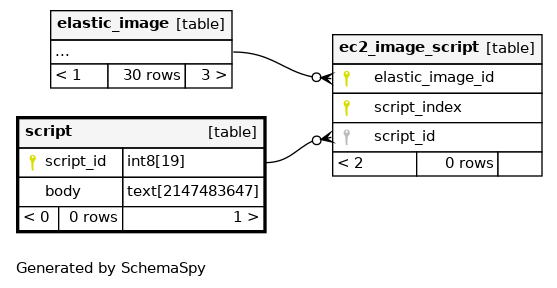 elastic_image [table]
...
< 1 30 rows 3 >
ec2_image_script [table]
elastic_image_id
script_index
script_id
< 2 0 rows
script [table]
script_id int8[19]
body text[2147483647]
< 0 0 rows 1 >
Generated by SchemaSpy